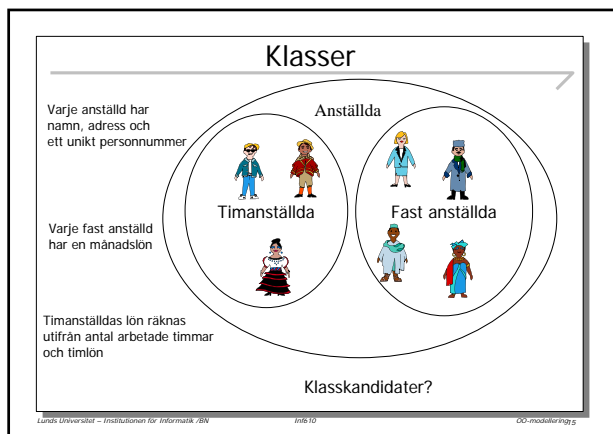 Klasser
Varje anställd har
namn, adress och
ett unikt personnummer
Anställda
Timanställda
Fast anställda
Varje fast anställd
har en månadslön
Timanställdas lön räknas
utifrån antal arbetade timmar
och timlön
Klasskandidater?
Lunds Universitet – Institutionen för Informatik /BN
Inf610
OO-modellering 15